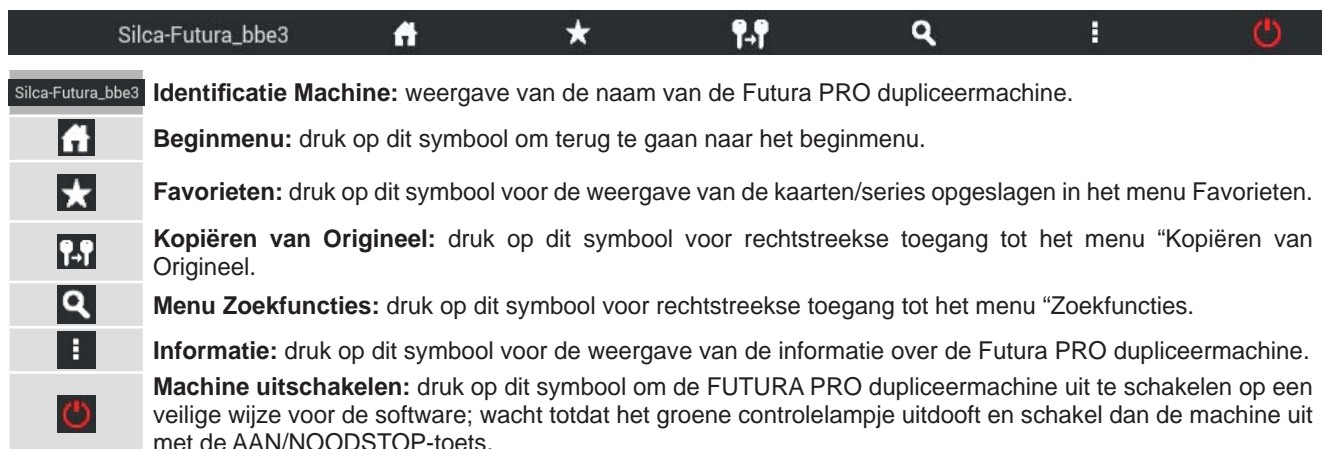 Silca-Futura_bbe3
Silca-Futura_bbe3 Identificatie Machine: weergave van de naam van de Futura PRO dupliceermachine.
Beginmenu: druk op dit symbool om terug te gaan naar het beginmenu.
Favorieten: druk op dit symbool voor de weergave van de kaarten/series opgeslagen in het menu Favorieten.
Kopiëren van Origineel: druk op dit symbool voor rechtstreekse toegang tot het menu “Kopiëren van
Origineel.
Menu Zoekfuncties: druk op dit symbool voor rechtstreekse toegang tot het menu “Zoekfuncties.
Informatie: druk op dit symbool voor de weergave van de informatie over de Futura PRO dupliceermachine.
Machine uitschakelen: druk op dit symbool om de FUTURA PRO dupliceermachine uit te schakelen op een
veilige wijze voor de software; wacht totdat het groene controlelampje uitdooft en schakel dan de machine uit
met de AAN/NOODSTOP-toets.